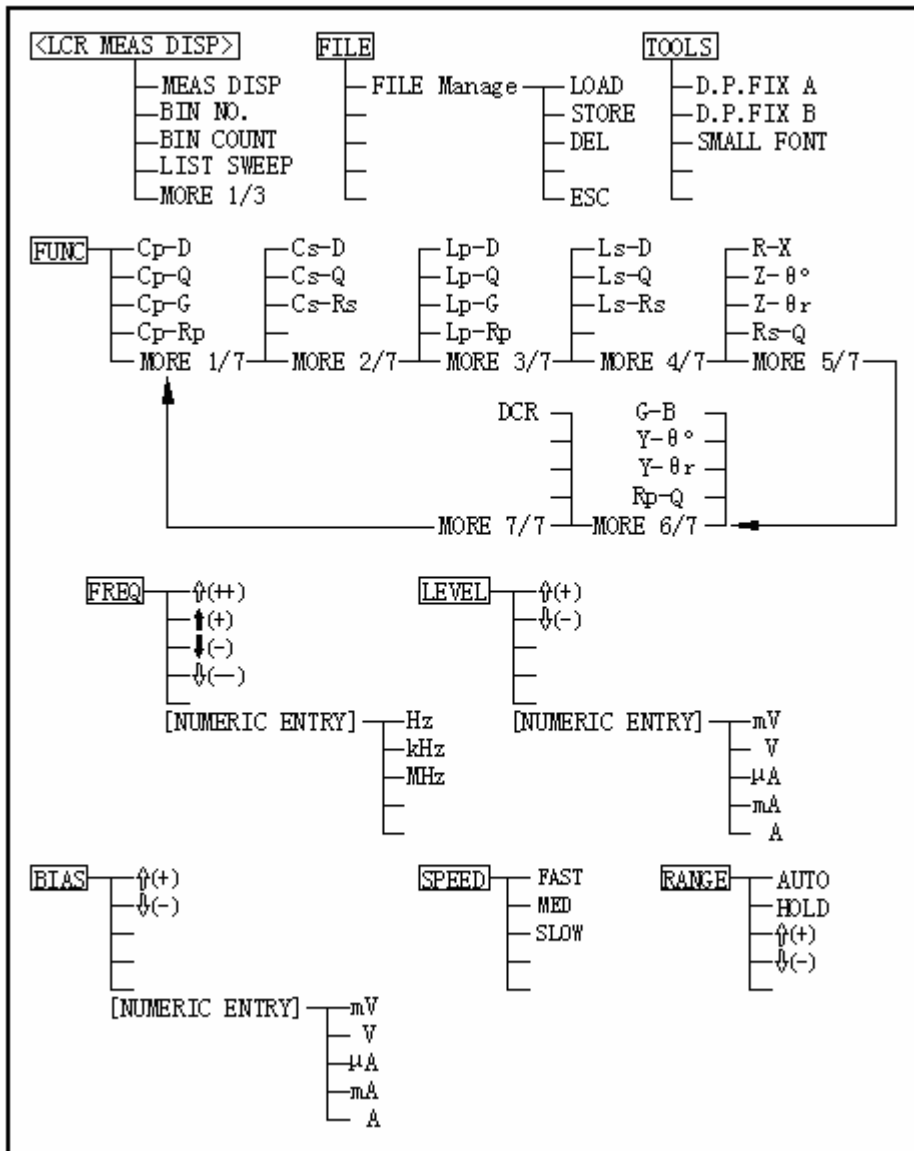 <LCR MEAS DISP> FILE TOOLS
MEAS DISP FILE Manage LOAD D.P.FIX A
BIN NO. STORE D.P.FIX B
BIN COUNT DEL SMALL FONT
LIST SWEEP
MORE 1/3 ESC
FUNC Cp-D Cs-D Lp-D Ls-D R-X
Cp-Q Cs-Q Lp-Q Ls-Q Z-θ°
Cp-G Cs-Rs Lp-G Ls-Rs Z-θr
Cp-Rp Lp-Rp Rs-Q
MORE 1/7 MORE 2/7 MORE 3/7 MORE 4/7 MORE 5/7
DCR G-B
Y-θ°
Y-θr
Rp-Q
MORE 7/7 MORE 6/7
FREQ ⇧(++) LEVEL ⇧(+)
⬆(+) ⇩(-)
⬇(-)
⇩(--)
[NUMERIC ENTRY] Hz [NUMERIC ENTRY] mV
kHz V
MHz μA
mA
A
BIAS ⇧(+) SPEED FAST RANGE AUTO
⇩(-) MED HOLD
SLOW ⇧(+)
⇩(-)
[NUMERIC ENTRY] mV
V
μA
mA
A